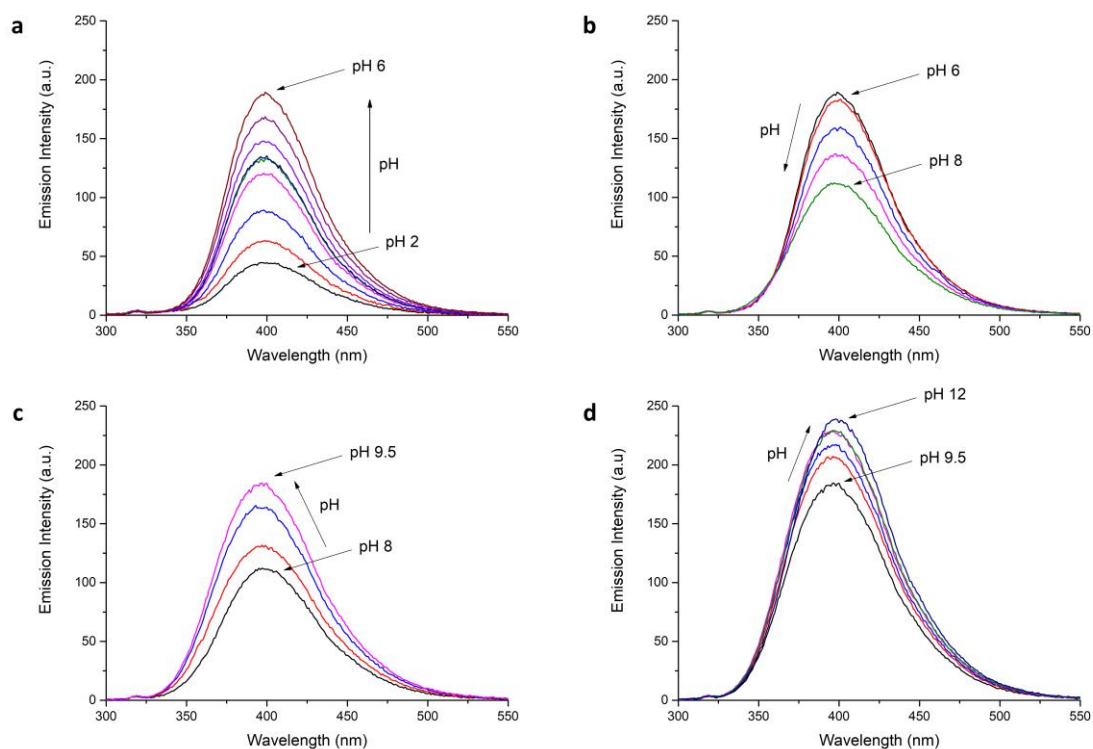 a
Emission Intensity (a.u.)
250
200
150
100
50
0
pH 6
pH
pH 2
300 350 400 450 500 550
Wavelength (nm)
b
Emission Intensity (a.u.)
250
200
150
100
50
0
pH 6
pH
pH 8
300 350 400 450 500 550
Wavelength (nm)
c
Emission Intensity (a.u.)
250
200
150
100
50
0
pH 9.5
pH
pH 8
300 350 400 450 500 550
Wavelength (nm)
d
Emission Intensity (a.u)
250
200
150
100
50
0
pH 12
pH
pH 9.5
300 350 400 450 500 550
Wavelength (nm)